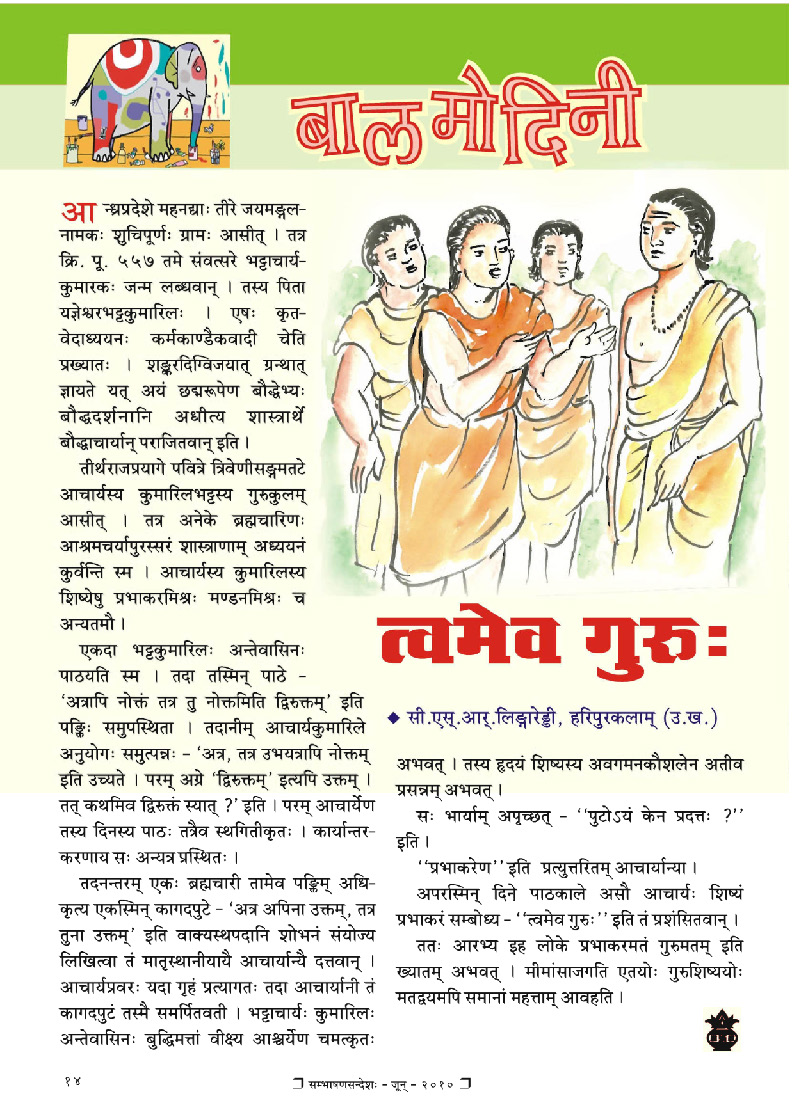 बालमोदिनी
आन्ध्रप्रदेशे महनद्याः तीरे जयमङ्गल-
नामकः शुचिपूर्णः ग्रामः आसीत् । तत्र
क्रि. पू. ५५७ तमे संवत्सरे भट्टाचार्य-
कुमारकः जन्म लब्धवान् । तस्य पिता
यज्ञेश्वरभट्टकुमारिलः । एषः कृत-
वेदाध्ययनः कर्मकाण्डैकवादी चेति
प्रख्यातः । शङ्करदिग्विजयात् ग्रन्थात्
ज्ञायते यत् अयं छद्मरूपेण बौद्धेभ्यः
बौद्धदर्शनानि अधीत्य शास्त्रार्थे
बौद्धाचार्यान् पराजितवान् इति ।
तीर्थराजप्रयागे पवित्रे त्रिवेणीसङ्गमतटे
आचार्यस्य कुमारिलभट्टस्य गुरुकुलम्
आसीत् । तत्र अनेके ब्रह्मचारिणः
आश्रमचर्यापुरस्सरं शास्त्राणाम् अध्ययनं
कुर्वन्ति स्म । आचार्यस्य कुमारिलस्य
शिष्येषु प्रभाकरमिश्रः मण्डनमिश्रः च
अन्यतमौ ।
एकदा भट्टकुमारिलः अन्तेवासिनः
पाठयति स्म । तदा तस्मिन् पाठे –
‘अत्रापि नोक्तं तत्र तु नोक्तमिति द्विरुक्तम्’ इति
पङ्क्तिः समुपस्थिता । तदानीम् आचार्यकुमारिले
अनुयोगः समुत्पन्नः – ‘अत्र, तत्र उभयत्रापि नोक्तम्
इति उच्यते । परम् अग्रे ‘द्विरुक्तम्’ इत्यपि उक्तम् ।
तत् कथमिव द्विरुक्तं स्यात् ?’ इति । परम् आचार्येण
तस्य दिनस्य पाठः तत्रैव स्थगितीकृतः । कार्यान्तर-
करणाय सः अन्यत्र प्रस्थितः ।
तदनन्तरम् एकः ब्रह्मचारी तामेव पङ्क्तिम् अधि-
कृत्य एकस्मिन् कागदपुटे – ‘अत्र अपिना उक्तम्, तत्र
तुना उक्तम्’ इति वाक्यस्थपदानि शोभनं संयोज्य
लिखित्वा तं मातृस्थानीयायै आचार्यान्यै दत्तवान् ।
आचार्यप्रवरः यदा गृहं प्रत्यागतः तदा आचार्यानी तं
कागदपुटं तस्मै समर्पितवती । भट्टाचार्यः कुमारिलः
अन्तेवासिनः बुद्धिमत्तां वीक्ष्य आश्चर्येण चमत्कृतः
त्वमेव गुरुः
◆ सी.एस्.आर्.लिङ्गारेड्डी, हरिपुरकलाम् (उ.ख.)
अभवत् । तस्य हृदयं शिष्यस्य अवगमनकौशलेन अतीव
प्रसन्नम् अभवत् ।
सः भार्याम् अपृच्छत् – ‘‘पुटोऽयं केन प्रदत्तः ?’’
इति ।
‘‘प्रभाकरेण’’ इति प्रत्युत्तरितम् आचार्यान्या ।
अपरस्मिन् दिने पाठकाले असौ आचार्यः शिष्यं
प्रभाकरं सम्बोध्य – ‘‘त्वमेव गुरुः’’ इति तं प्रशंसितवान् ।
ततः आरभ्य इह लोके प्रभाकरमतं गुरुमतम् इति
ख्यातम् अभवत् । मीमांसाजगति एतयोः गुरुशिष्ययोः
मतद्वयमपि समानां महत्ताम् आवहति ।
१४
❐ सम्भाषणसन्देशः – जून् – २०१० ❐